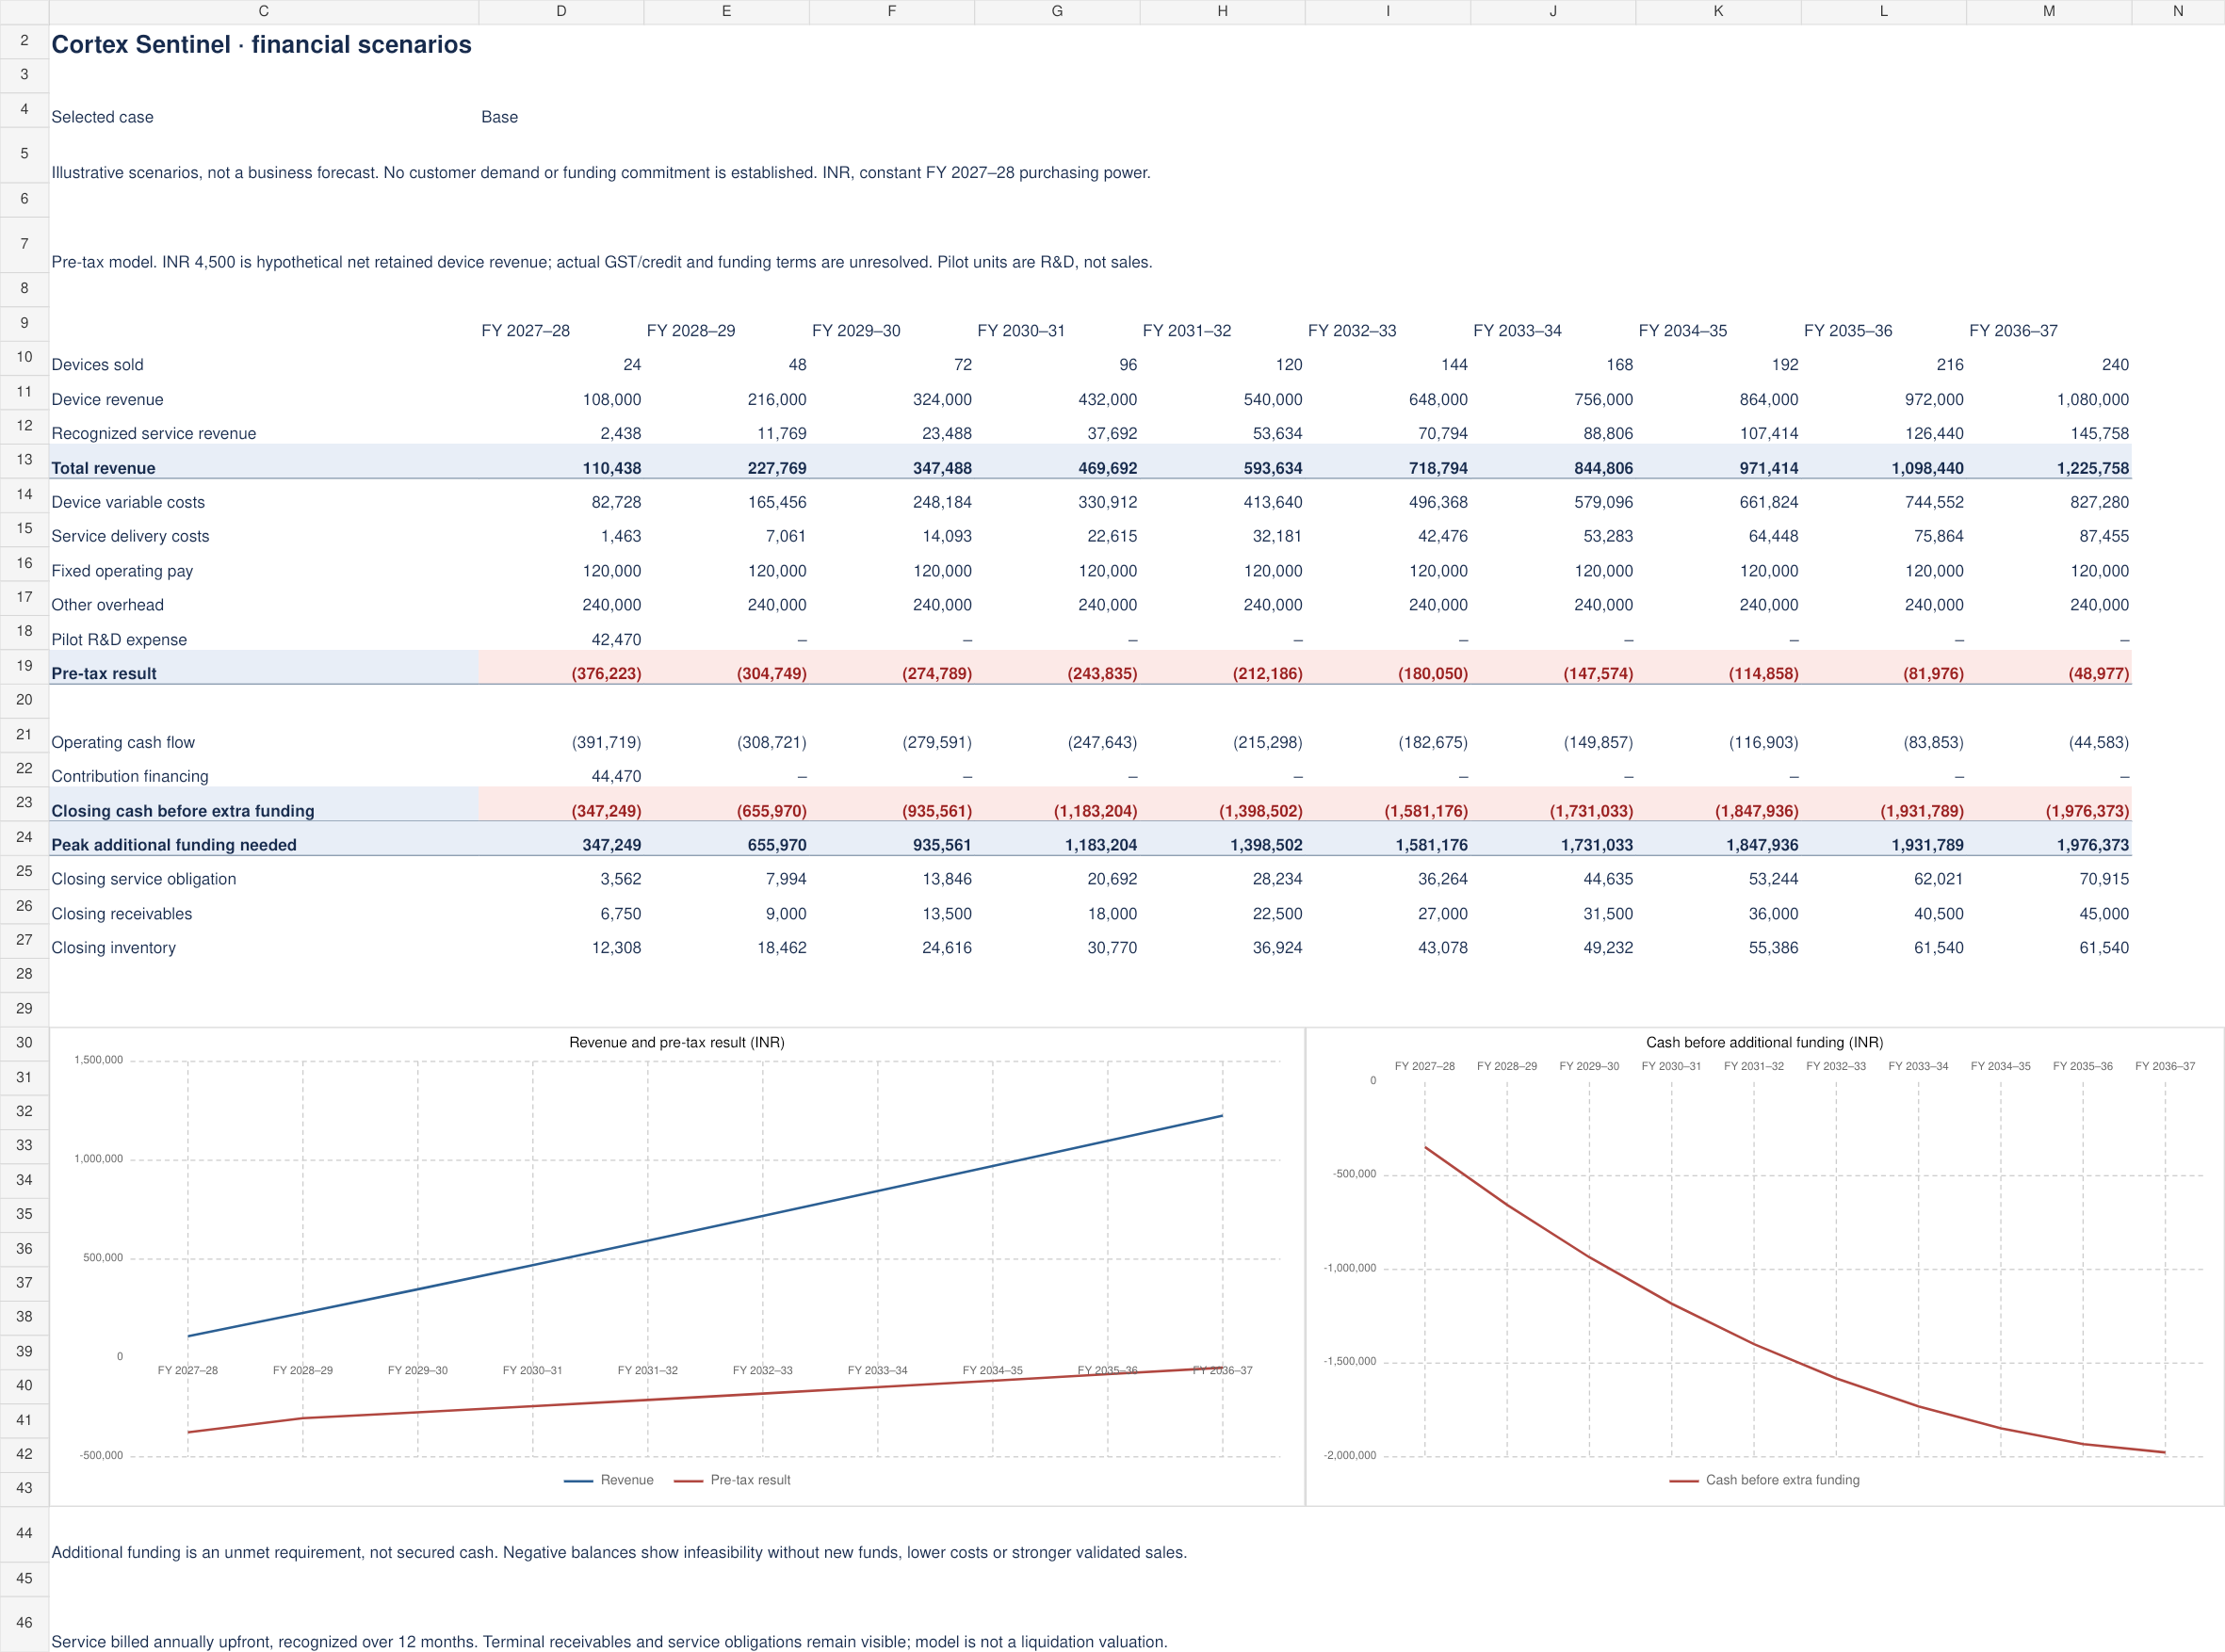 C D E F G H I J K L M N
2 Cortex Sentinel · financial scenarios
3
4 Selected case Base
5 Illustrative scenarios, not a business forecast. No customer demand or funding commitment is established. INR, constant FY 2027–28 purchasing power.
6
7 Pre-tax model. INR 4,500 is hypothetical net retained device revenue; actual GST/credit and funding terms are unresolved. Pilot units are R&D, not sales.
8
9 FY 2027–28 FY 2028–29 FY 2029–30 FY 2030–31 FY 2031–32 FY 2032–33 FY 2033–34 FY 2034–35 FY 2035–36 FY 2036–37
10 Devices sold 24 48 72 96 120 144 168 192 216 240
11 Device revenue 108,000 216,000 324,000 432,000 540,000 648,000 756,000 864,000 972,000 1,080,000
12 Recognized service revenue 2,438 11,769 23,488 37,692 53,634 70,794 88,806 107,414 126,440 145,758
13 Total revenue 110,438 227,769 347,488 469,692 593,634 718,794 844,806 971,414 1,098,440 1,225,758
14 Device variable costs 82,728 165,456 248,184 330,912 413,640 496,368 579,096 661,824 744,552 827,280
15 Service delivery costs 1,463 7,061 14,093 22,615 32,181 42,476 53,283 64,448 75,864 87,455
16 Fixed operating pay 120,000 120,000 120,000 120,000 120,000 120,000 120,000 120,000 120,000 120,000
17 Other overhead 240,000 240,000 240,000 240,000 240,000 240,000 240,000 240,000 240,000 240,000
18 Pilot R&D expense 42,470 – – – – – – – – –
19 Pre-tax result (376,223) (304,749) (274,789) (243,835) (212,186) (180,050) (147,574) (114,858) (81,976) (48,977)
20
21 Operating cash flow (391,719) (308,721) (279,591) (247,643) (215,298) (182,675) (149,857) (116,903) (83,853) (44,583)
22 Contribution financing 44,470 – – – – – – – – –
23 Closing cash before extra funding (347,249) (655,970) (935,561) (1,183,204) (1,398,502) (1,581,176) (1,731,033) (1,847,936) (1,931,789) (1,976,373)
24 Peak additional funding needed 347,249 655,970 935,561 1,183,204 1,398,502 1,581,176 1,731,033 1,847,936 1,931,789 1,976,373
25 Closing service obligation 3,562 7,994 13,846 20,692 28,234 36,264 44,635 53,244 62,021 70,915
26 Closing receivables 6,750 9,000 13,500 18,000 22,500 27,000 31,500 36,000 40,500 45,000
27 Closing inventory 12,308 18,462 24,616 30,770 36,924 43,078 49,232 55,386 61,540 61,540
28
29
30
31
32
33
34
35
36
37
38
39
40
41
42
43
Revenue and pre-tax result (INR)
1,500,000
1,000,000
500,000
0
FY 2027–28 FY 2028–29 FY 2029–30 FY 2030–31 FY 2031–32 FY 2032–33 FY 2033–34 FY 2034–35 FY 2035–36 FY 2036–37
-500,000
Revenue Pre-tax result
Cash before additional funding (INR)
FY 2027–28 FY 2028–29 FY 2029–30 FY 2030–31 FY 2031–32 FY 2032–33 FY 2033–34 FY 2034–35 FY 2035–36 FY 2036–37
0
-500,000
-1,000,000
-1,500,000
-2,000,000
Cash before extra funding
44 Additional funding is an unmet requirement, not secured cash. Negative balances show infeasibility without new funds, lower costs or stronger validated sales.
45
46 Service billed annually upfront, recognized over 12 months. Terminal receivables and service obligations remain visible; model is not a liquidation valuation.